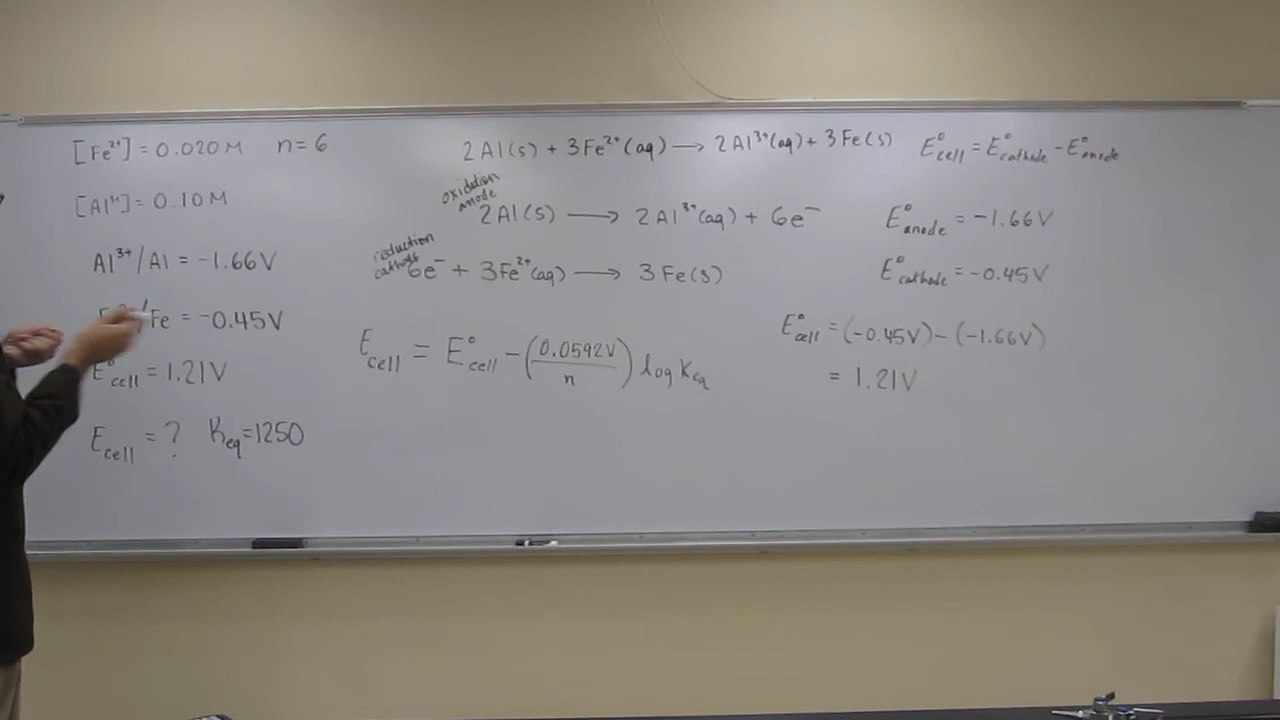 [Fe²⁺] = 0.020 M n = 6
[Al³⁺] = 0.10 M
Al³⁺/Al = -1.66V
/Fe = -0.45V
E°cell = 1.21V
Ecell = ? Keq = 1250
2Al(s) + 3Fe²⁺(aq) → 2Al³⁺(aq) + 3Fe(s)
oxidation
anode
2Al(s) → 2Al³⁺(aq) + 6e⁻
reduction
cathode
6e⁻ + 3Fe²⁺(aq) → 3Fe(s)
Ecell = E°cell - (0.0592V/n) log Keq
E°cell = E°cathode - E°anode
E°anode = -1.66V
E°cathode = -0.45V
E°cell = (-0.45V) - (-1.66V)
= 1.21V